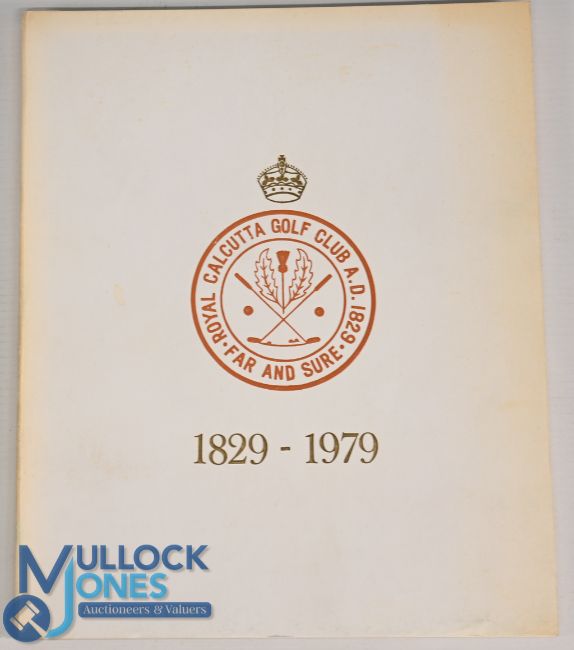 ROYAL CALCUTTA GOLF CLUB A.D. 1829
· FAR AND SURE ·
1829 - 1979
MULLOCK
JONES
Auctioneers & Valuers